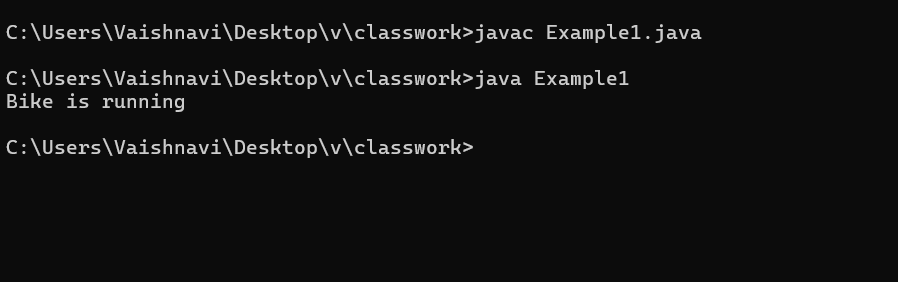 C:\Users\Vaishnavi\Desktop\v\classwork>javac Example1.java
C:\Users\Vaishnavi\Desktop\v\classwork>java Example1
Bike is running
C:\Users\Vaishnavi\Desktop\v\classwork>